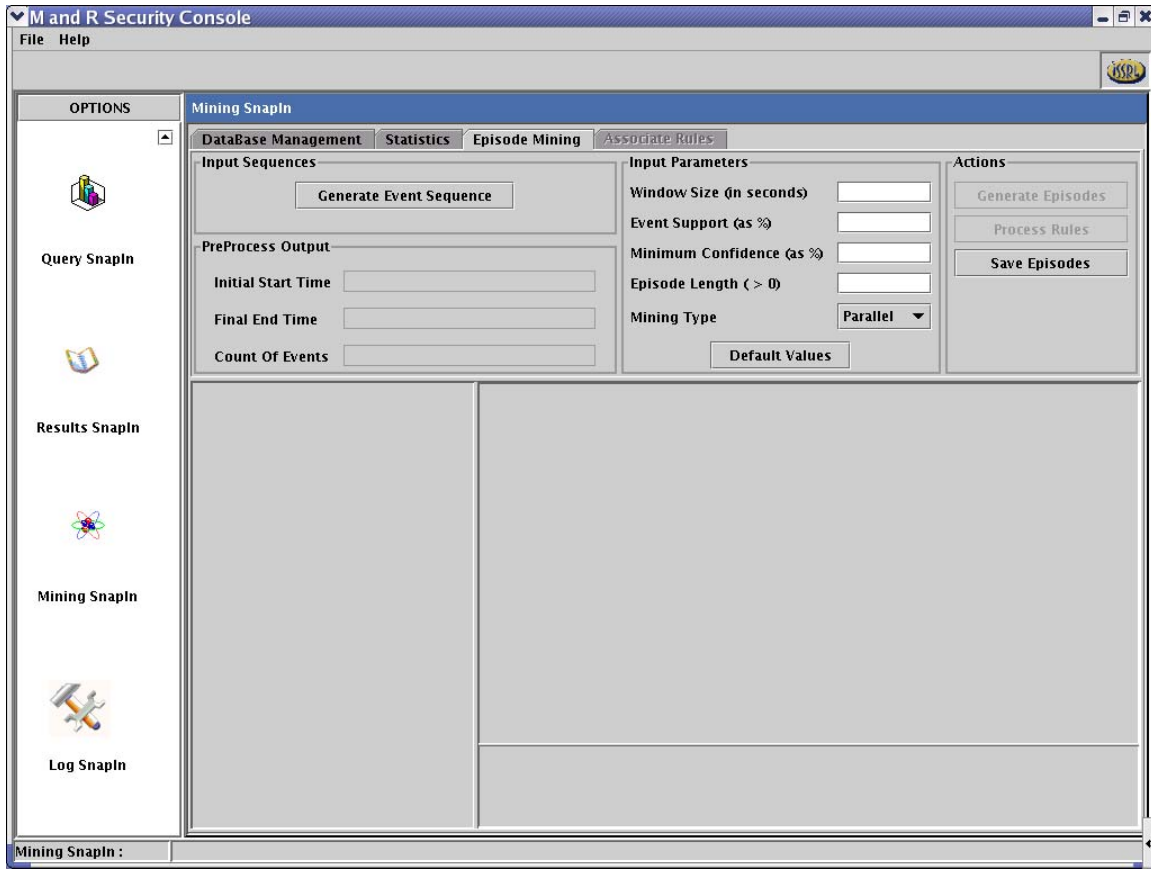 M and R Security Console
File Help
ISSRL
OPTIONS
Query SnapIn
Results SnapIn
Mining SnapIn
Log SnapIn
Mining SnapIn
DataBase Management Statistics Episode Mining Associate Rules
Input Sequences
Generate Event Sequence
PreProcess Output
Initial Start Time
Final End Time
Count Of Events
Input Parameters
Window Size (in seconds)
Event Support (as %)
Minimum Confidence (as %)
Episode Length ( > 0)
Mining Type Parallel
Default Values
Actions
Generate Episodes
Process Rules
Save Episodes
Mining SnapIn :